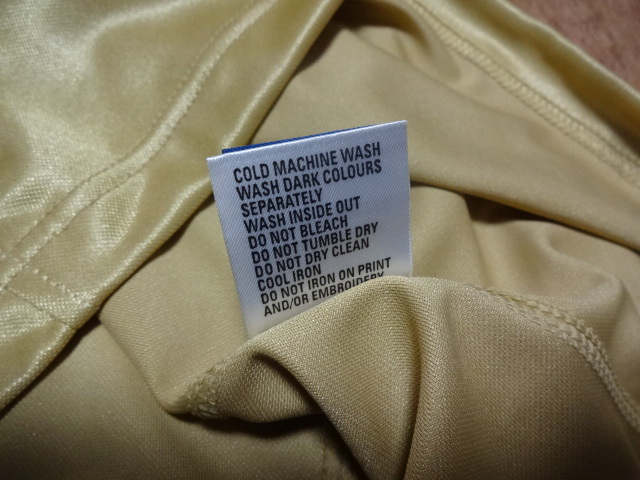 COLD MACHINE WASH
WASH DARK COLOURS
SEPARATELY
WASH INSIDE OUT
DO NOT BLEACH
DO NOT TUMBLE DRY
DO NOT DRY CLEAN
COOL IRON
DO NOT IRON ON PRINT
AND/OR EMBROIDERY